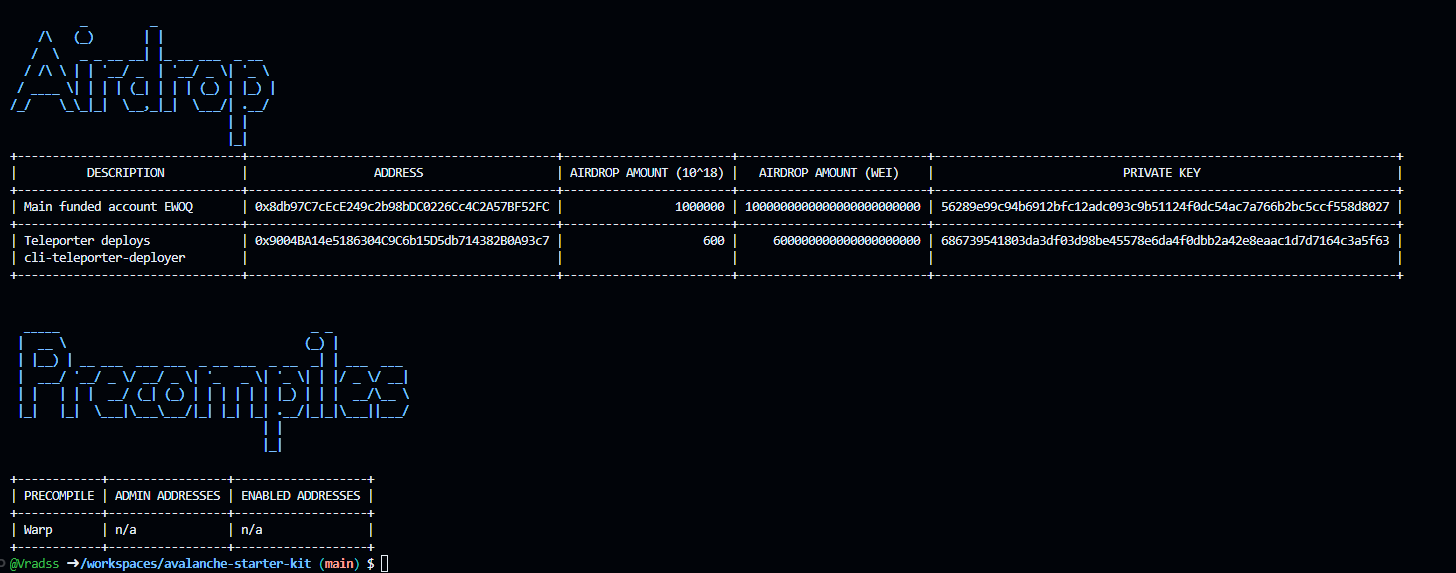 Airdrop
DESCRIPTION | ADDRESS | AIRDROP AMOUNT (10^18) | AIRDROP AMOUNT (WEI) | PRIVATE KEY
Main funded account EWOQ | 0x8db97C7cEcE249c2b98bDC0226Cc4C2A57BF52FC | 1000000 | 1000000000000000000000000 | 56289e99c94b6912bfc12adc093c9b51124f0dc54ac7a766b2bc5ccf558d8027
Teleporter deploys | 0x9004BA14e5186304C9C6b15D5db714382B0A93c7 | 600 | 600000000000000000000 | 686739541803da3df03d98be45578e6da4f0dbb2a42e8eaac1d7d7164c3a5f63
cli-teleporter-deployer
Precompiles
PRECOMPILE | ADMIN ADDRESSES | ENABLED ADDRESSES
Warp | n/a | n/a
@Vradss ➜/workspaces/avalanche-starter-kit (main) $